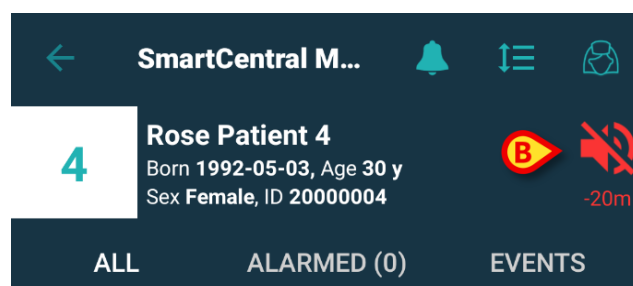 SmartCentral M...
4
Rose Patient 4
Born 1992-05-03, Age 30 y
Sex Female, ID 20000004
B
-20m
ALL ALARMED (0) EVENTS